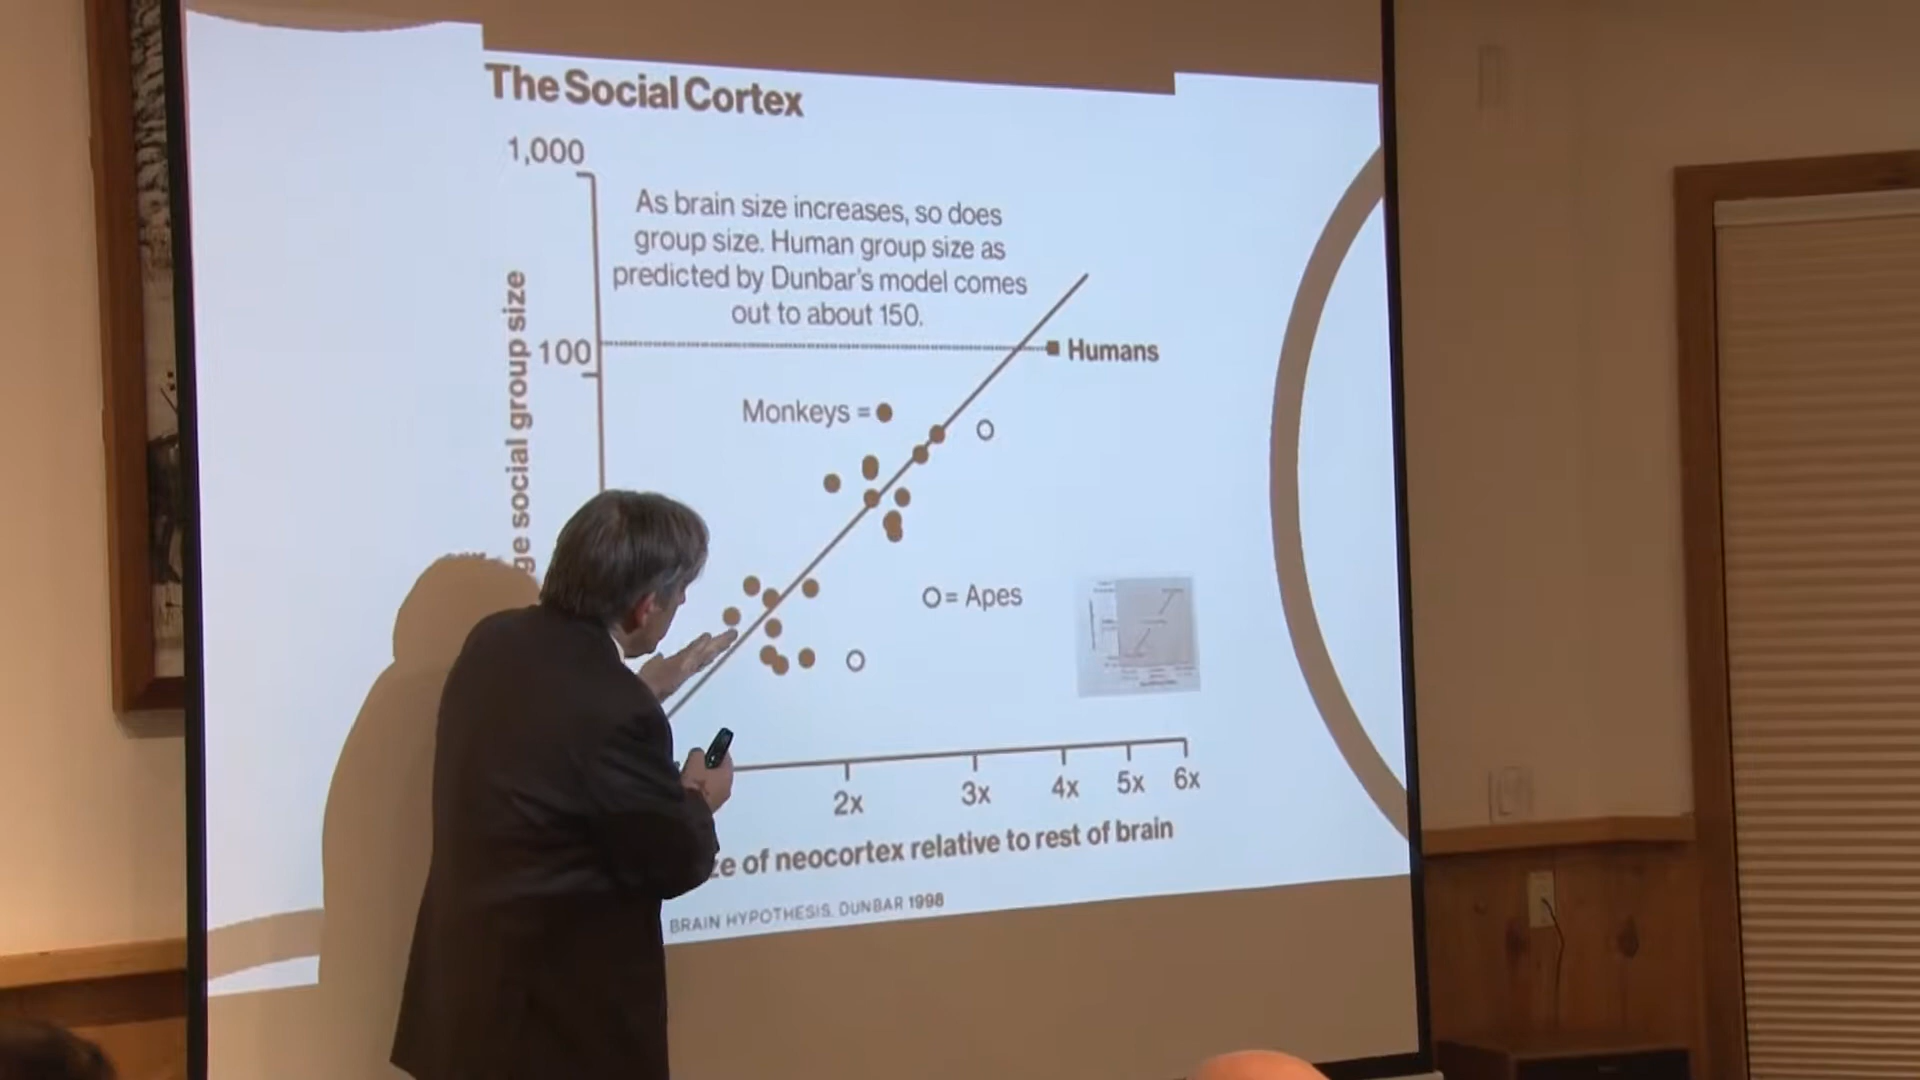 The Social Cortex
1,000
As brain size increases, so does
group size. Human group size as
predicted by Dunbar's model comes
out to about 150.
100
Humans
Monkeys =
ge social group size
= Apes
2x
3x
4x
5x
6x
ze of neocortex relative to rest of brain
BRAIN HYPOTHESIS. DUNBAR 1998